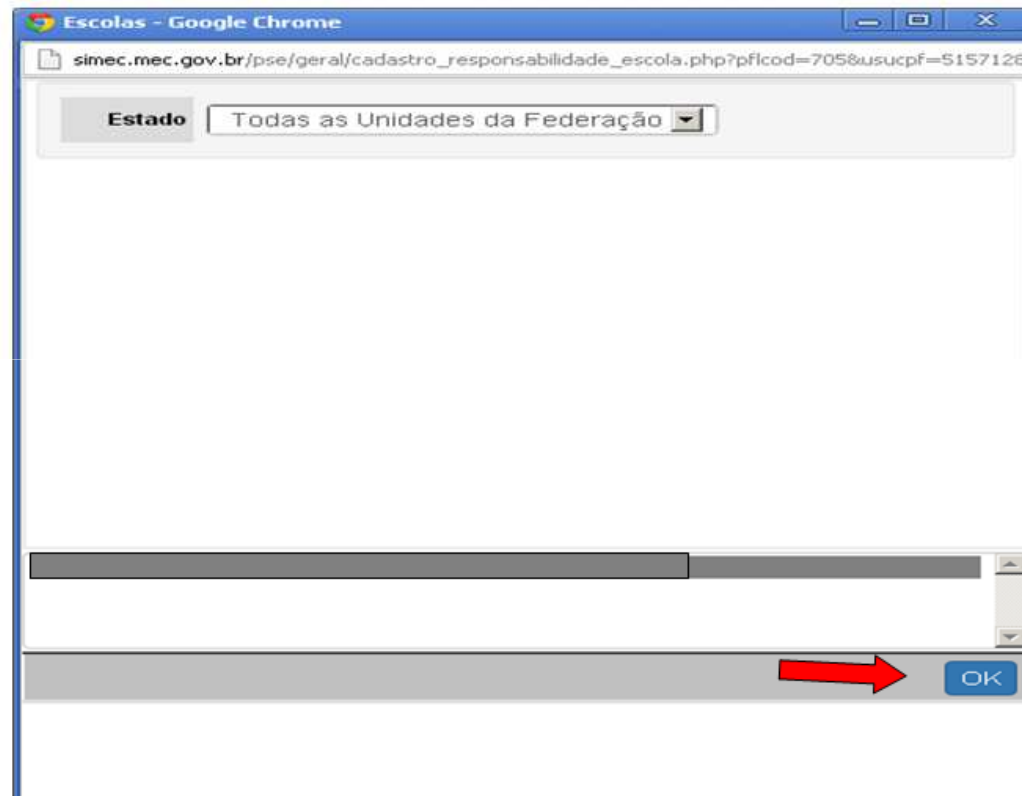 Escolas - Google Chrome
simec.mec.gov.br/pse/geral/cadastro_responsabilidade_escola.php?pflcod=705&usucpf=5157128
Estado Todas as Unidades da Federação
OK